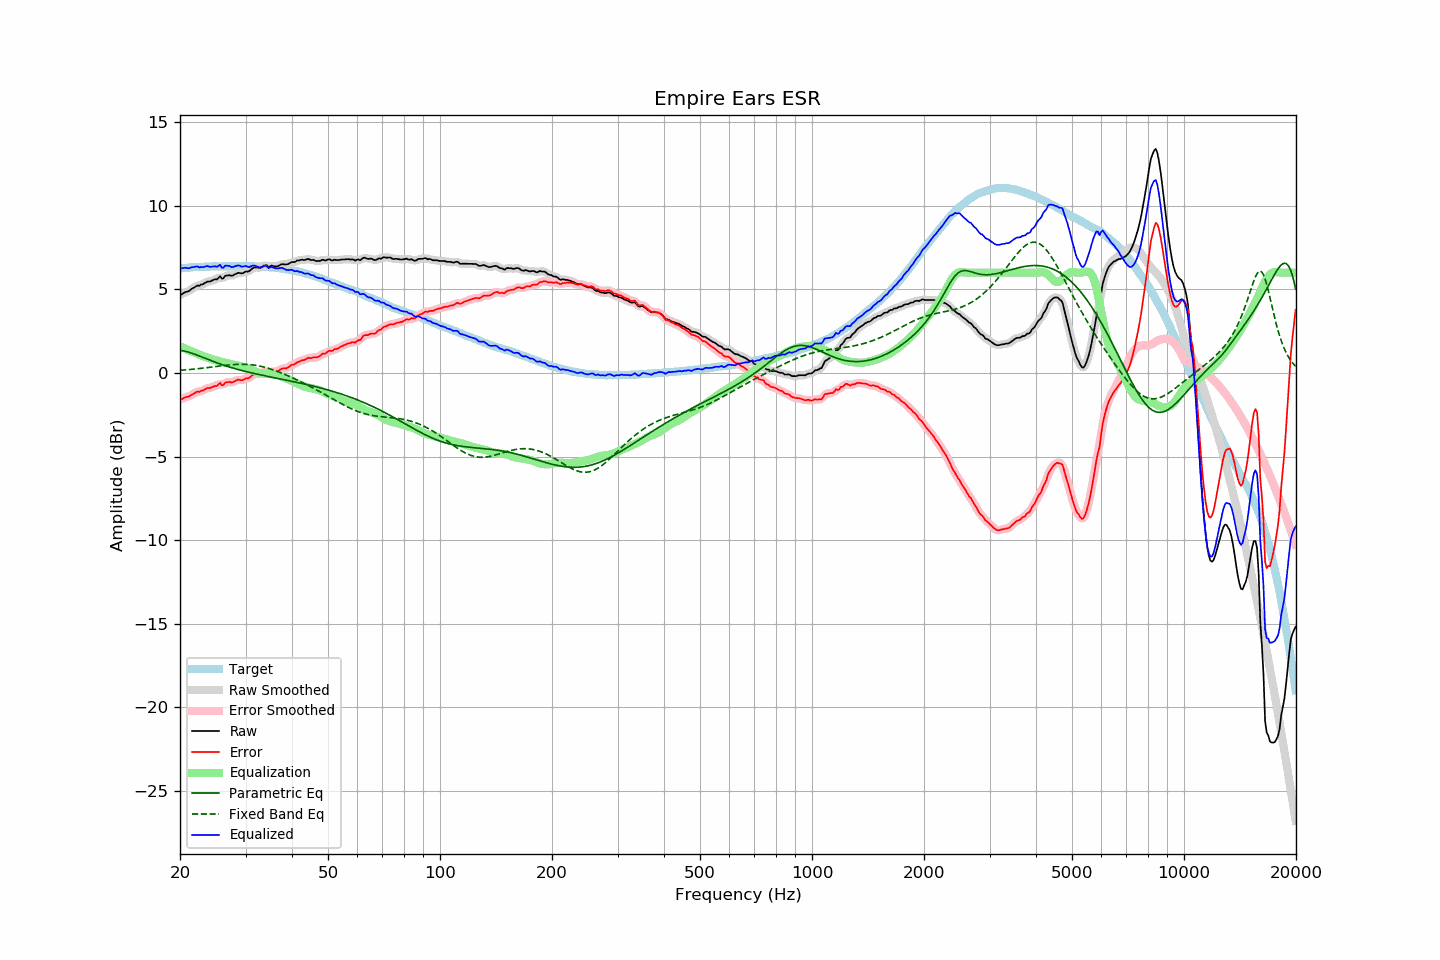 Empire Ears ESR
Amplitude (dBr)
15
10
5
0
−5
−10
−15
−20
−25
Target
Raw Smoothed
Error Smoothed
Raw
Error
Equalization
Parametric Eq
Fixed Band Eq
Equalized
20 50 100 200 500 1000 2000 5000 10000 20000
Frequency (Hz)